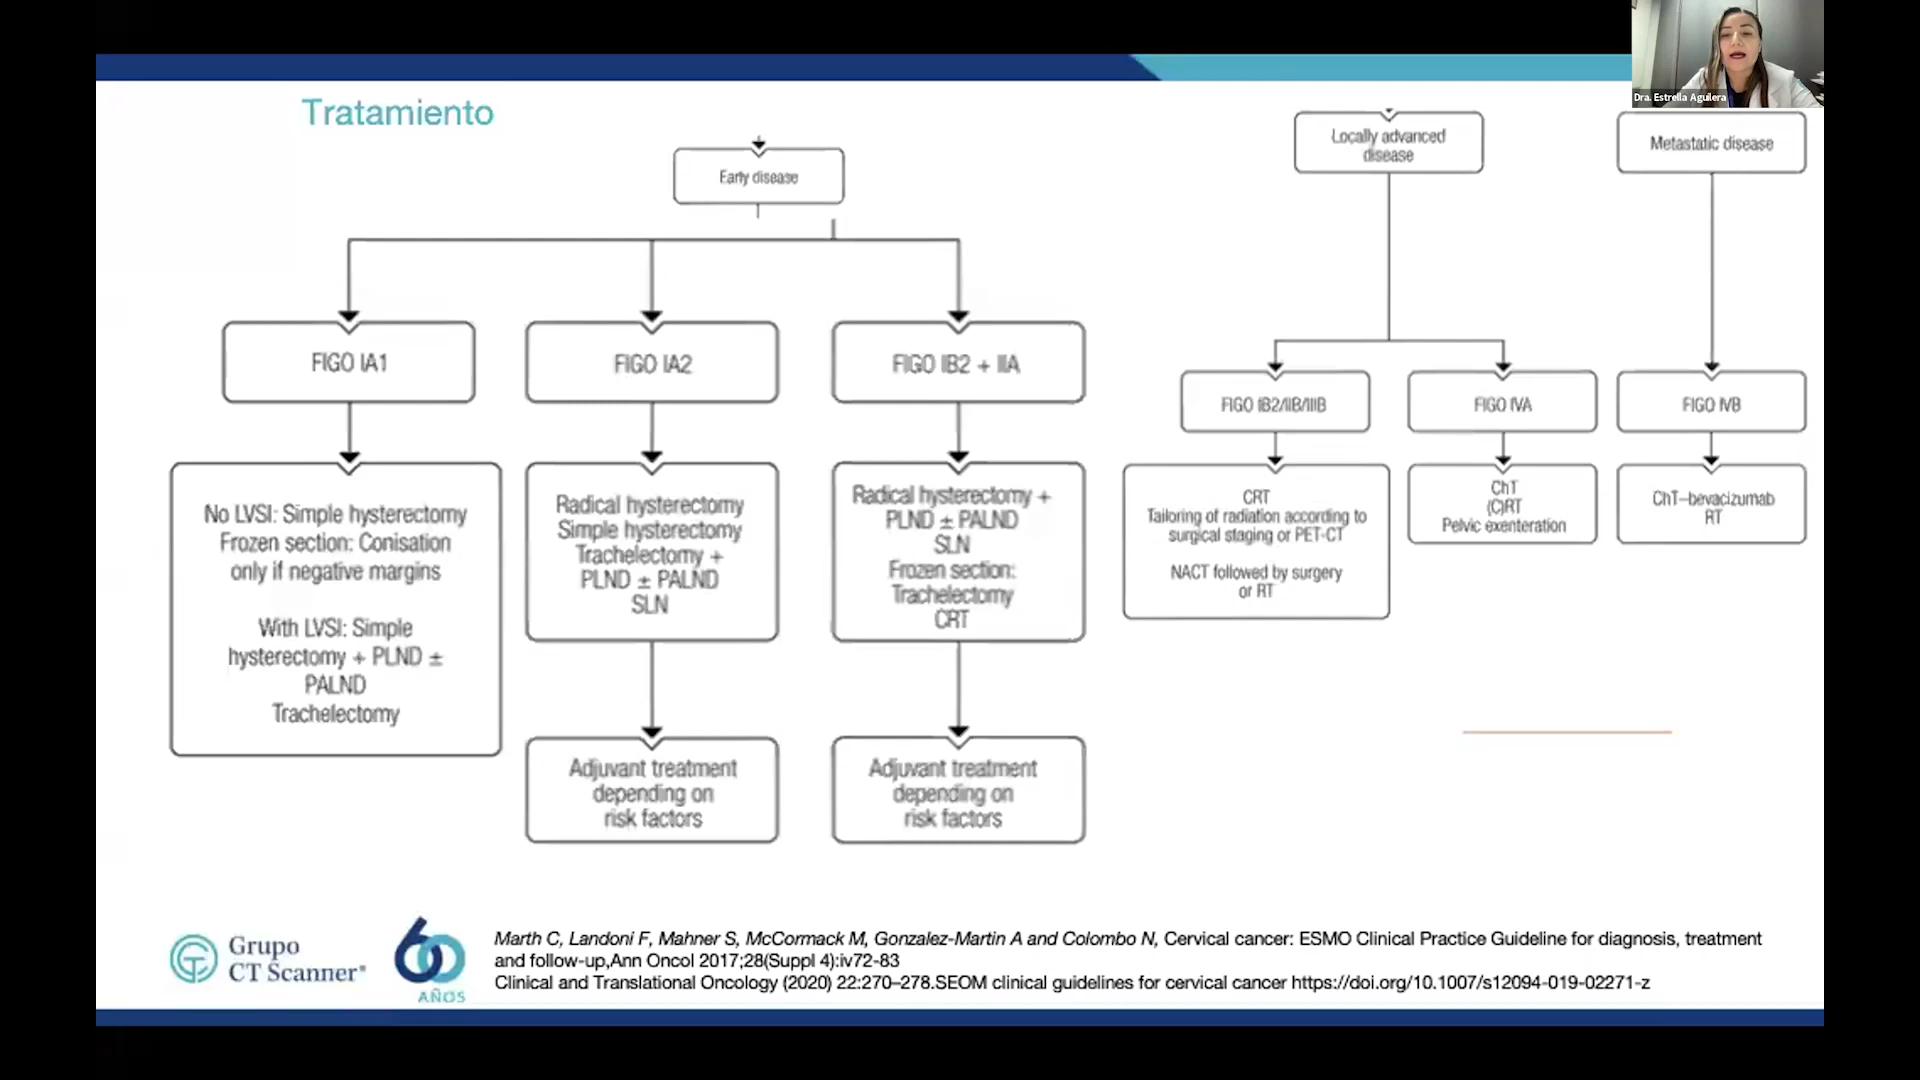 Dra. Estrella Aguilera
Tratamiento
Early disease
FIGO IA1
FIGO IA2
FIGO IB2 + IIA
No LVSI: Simple hysterectomy
Frozen section: Conisation
only if negative margins
With LVSI: Simple
hysterectomy + PLND ±
PALND
Trachelectomy
Radical hysterectomy
Simple hysterectomy
Trachelectomy +
PLND ± PALND
SLN
Radical hysterectomy +
PLND ± PALND
SLN
Frozen section:
Trachelectomy
CRT
Adjuvant treatment
depending on
risk factors
Adjuvant treatment
depending on
risk factors
Locally advanced
disease
FIGO IB2/IIB/IIIB
FIGO IVA
CRT
Tailoring of radiation according to
surgical staging or PET-CT
NACT followed by surgery
or RT
ChT
(C)RT
Pelvic exenteration
Metastatic disease
FIGO IVB
ChT–bevacizumab
RT
Grupo
CT Scanner®
60
AÑOS
Marth C, Landoni F, Mahner S, McCormack M, Gonzalez-Martin A and Colombo N, Cervical cancer: ESMO Clinical Practice Guideline for diagnosis, treatment
and follow-up,Ann Oncol 2017;28(Suppl 4):iv72-83
Clinical and Translational Oncology (2020) 22:270–278.SEOM clinical guidelines for cervical cancer https://doi.org/10.1007/s12094-019-02271-z